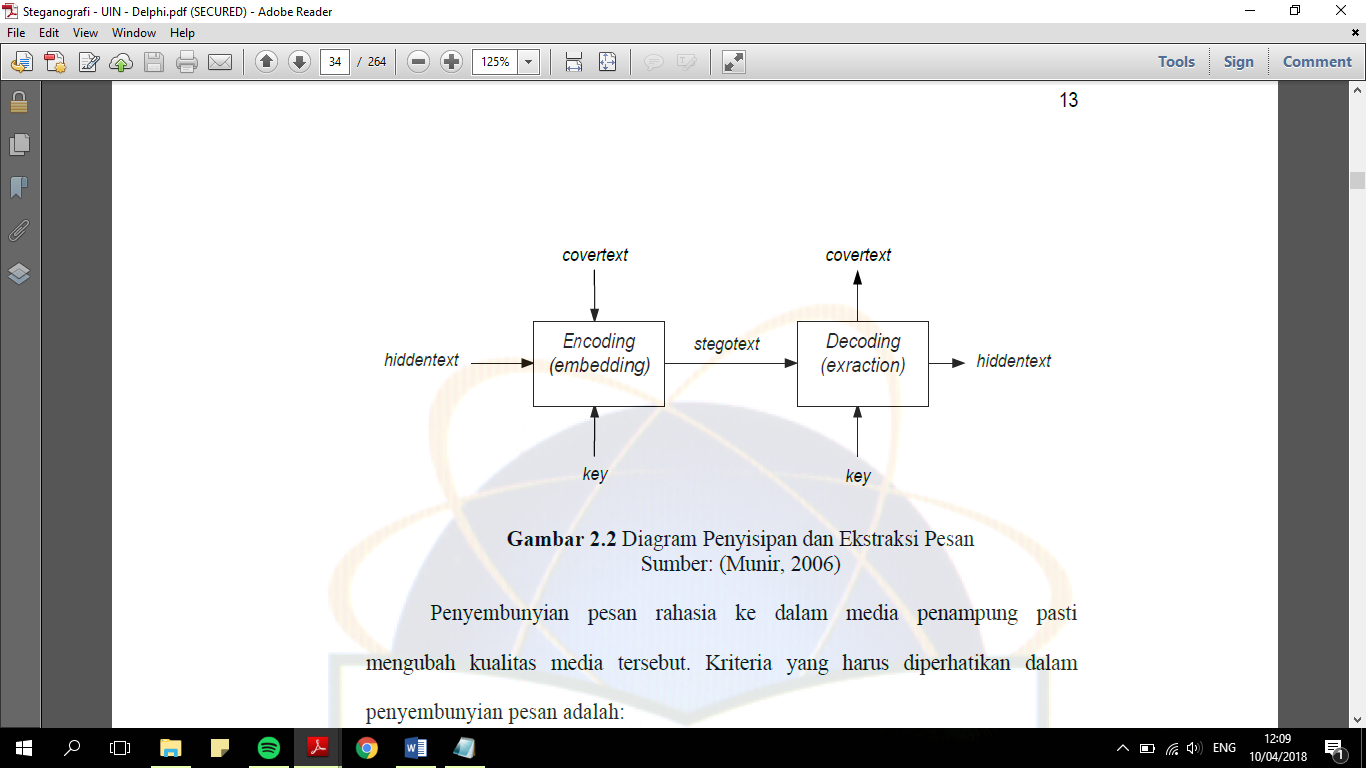 Steganografi - UIN - Delphi.pdf (SECURED) - Adobe Reader
File Edit View Window Help
34 / 264 125% Tools Sign Comment
13
covertext covertext
Encoding Decoding
hiddentext (embedding) stegotext (exraction) hiddentext
key key
Gambar 2.2 Diagram Penyisipan dan Ekstraksi Pesan
Sumber: (Munir, 2006)
Penyembunyian pesan rahasia ke dalam media penampung pasti
mengubah kualitas media tersebut. Kriteria yang harus diperhatikan dalam
penyembunyian pesan adalah:
ENG 12:09
10/04/2018
1